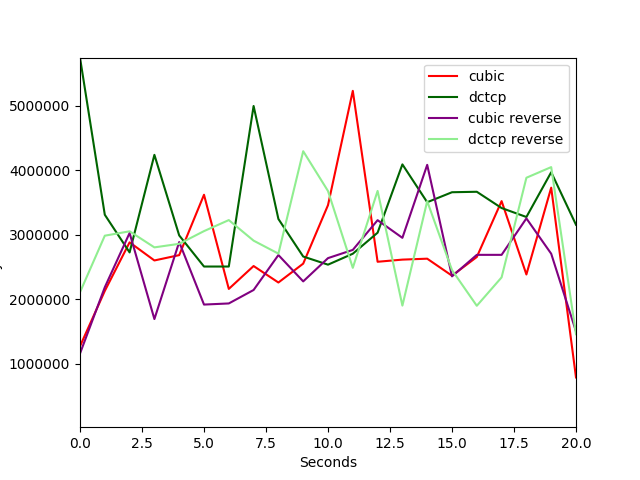 cubic
dctcp
cubic reverse
dctcp reverse
5000000
4000000
3000000
2000000
1000000
0.0 2.5 5.0 7.5 10.0 12.5 15.0 17.5 20.0
Seconds